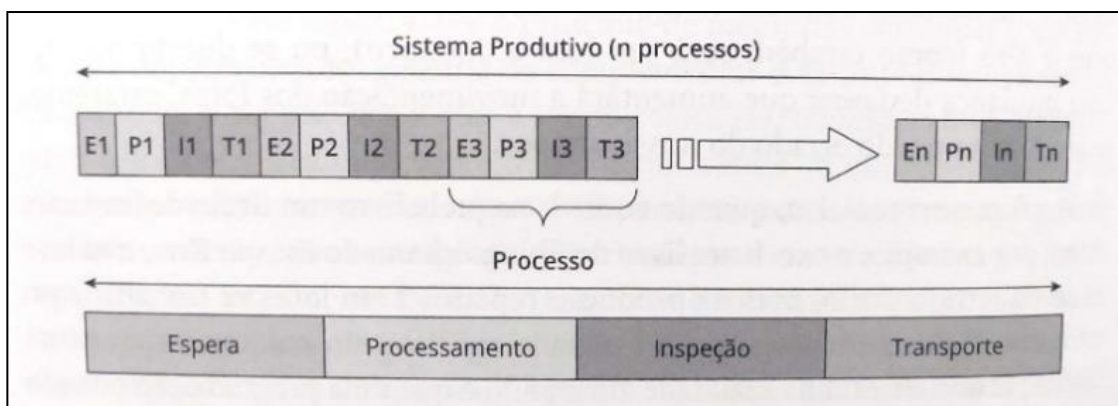 Sistema Produtivo (n processos)
E1 P1 I1 T1 E2 P2 I2 T2 E3 P3 I3 T3 En Pn In Tn
Processo
Espera Processamento Inspeção Transporte